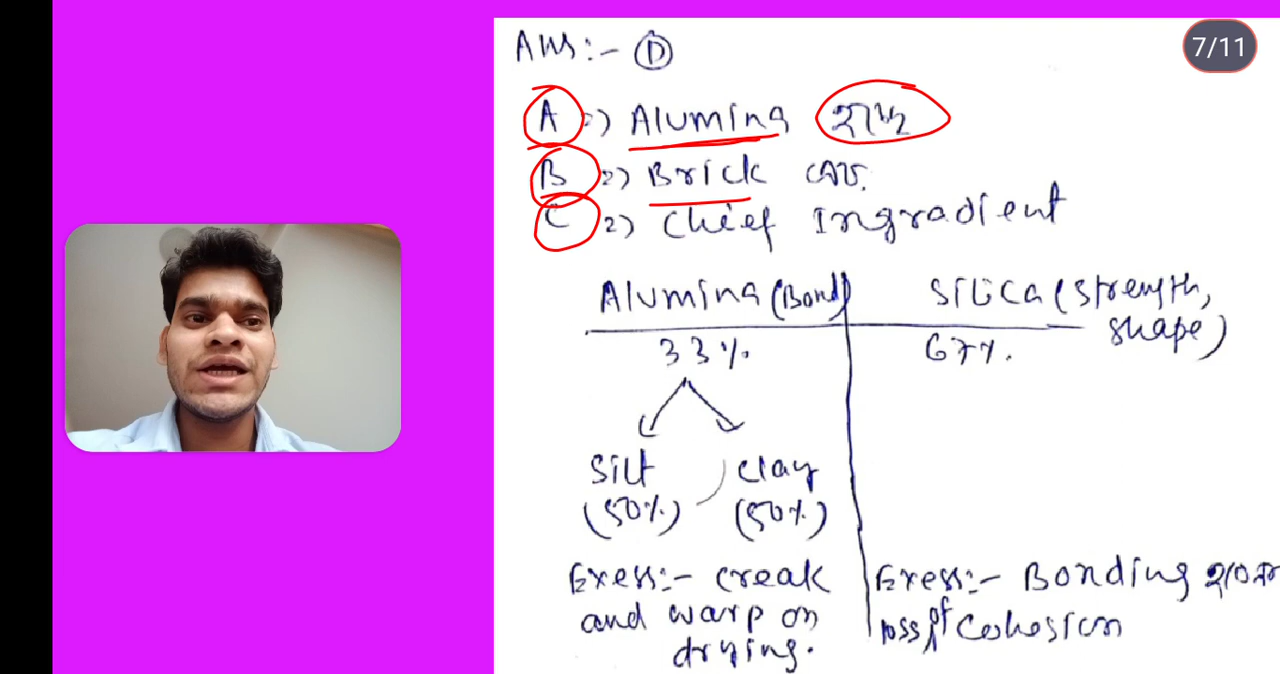 7/11
Ans:- D
A :) Alumina
B :) Brick
C :) Chief Ingradient
Alumina (Bond) Silica (strength, shape)
33% 67%.
Silt clay
(50%) (50%)
Exess:- creak and warp on drying.
Exess:- Bonding loss of Cohesion